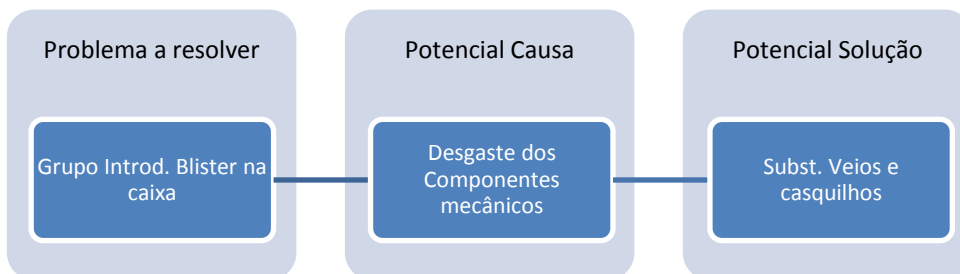 Problema a resolver
Grupo Introd. Blister na
caixa
Potencial Causa
Desgaste dos
Componentes
mecânicos
Potencial Solução
Subst. Veios e
casquilhos